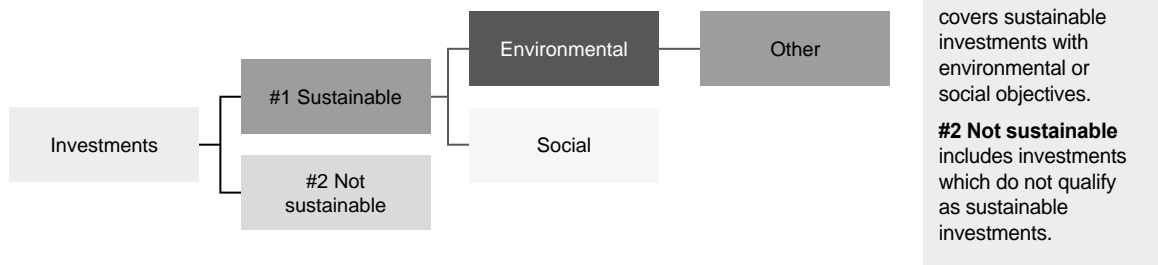 Investments
#1 Sustainable
#2 Not
sustainable
Environmental
Social
Other
covers sustainable
investments with
environmental or
social objectives.
#2 Not sustainable
includes investments
which do not qualify
as sustainable
investments.